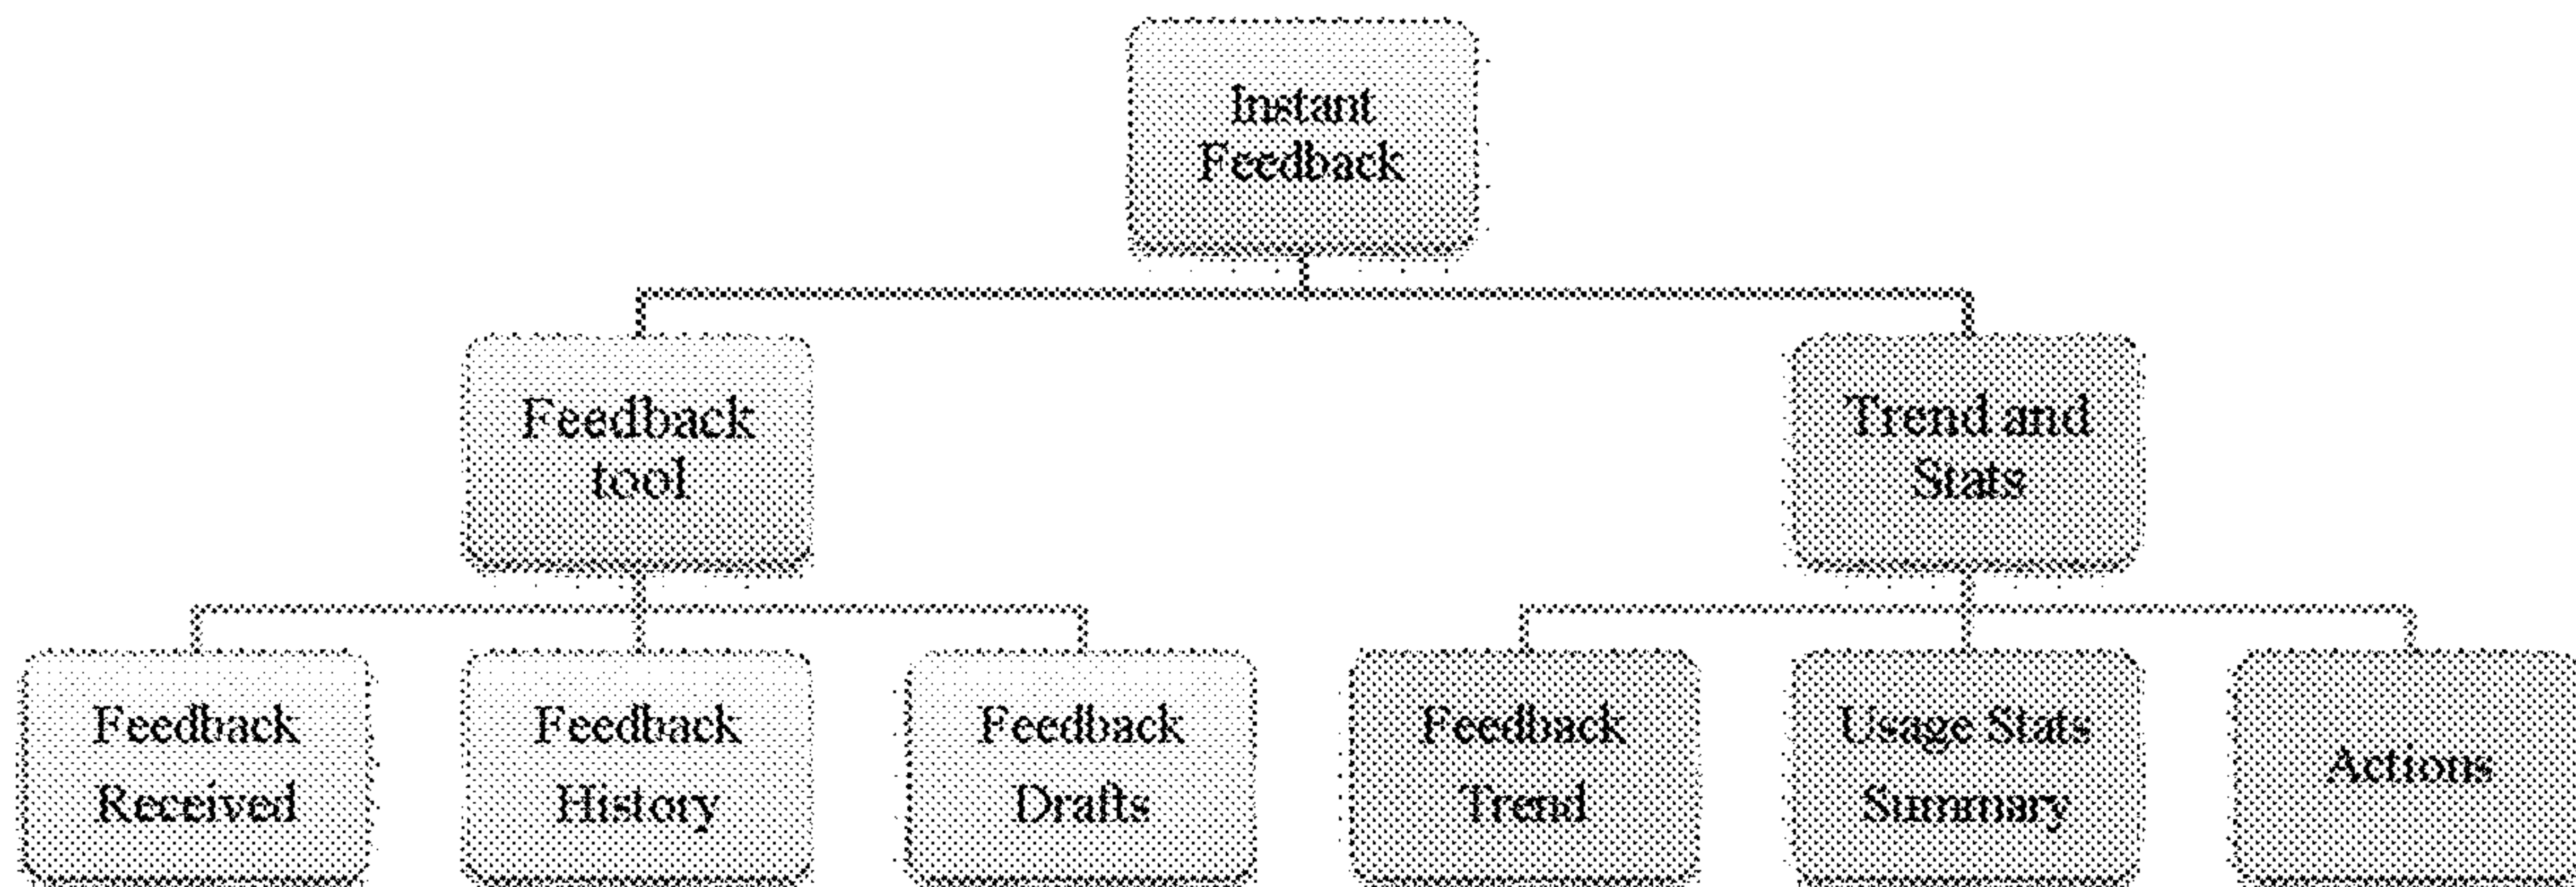 Instant
Feedback
Feedback
tool
Trend and
Stats
Feedback
Received
Feedback
History
Feedback
Drafts
Feedback
Trend
Usage Stats
Summary
Actions